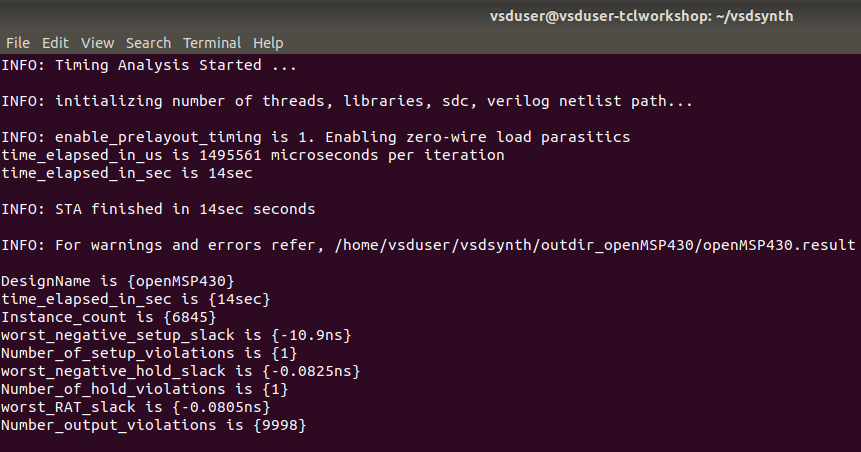 vsduser@vsduser-tclworkshop: ~/vsdsynth
File Edit View Search Terminal Help
INFO: Timing Analysis Started ...
INFO: initializing number of threads, libraries, sdc, verilog netlist path...
INFO: enable_prelayout_timing is 1. Enabling zero-wire load parasitics
time_elapsed_in_us is 1495561 microseconds per iteration
time_elapsed_in_sec is 14sec
INFO: STA finished in 14sec seconds
INFO: For warnings and errors refer, /home/vsduser/vsdsynth/outdir_openMSP430/openMSP430.result
DesignName is {openMSP430}
time_elapsed_in_sec is {14sec}
Instance_count is {6845}
worst_negative_setup_slack is {-10.9ns}
Number_of_setup_violations is {1}
worst_negative_hold_slack is {-0.0825ns}
Number_of_hold_violations is {1}
worst_RAT_slack is {-0.0805ns}
Number_output_violations is {9998}